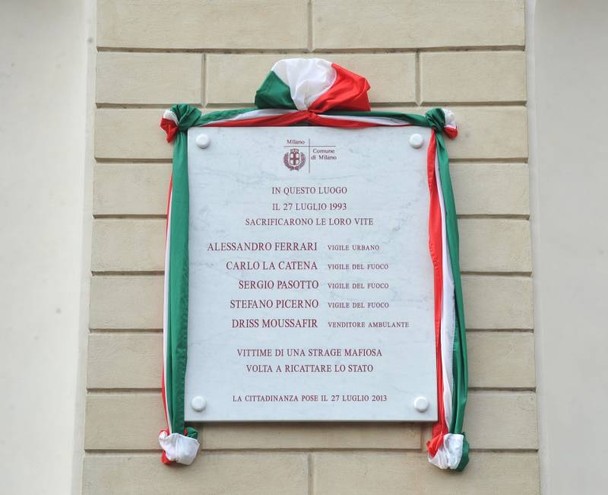 Milano
Comune
di Milano
IN QUESTO LUOGO
IL 27 LUGLIO 1993
SACRIFICARONO LE LORO VITE
ALESSANDRO FERRARI VIGILE URBANO
CARLO LA CATENA VIGILE DEL FUOCO
SERGIO PASOTTO VIGILE DEL FUOCO
STEFANO PICERNO VIGILE DEL FUOCO
DRISS MOUSSAFIR VENDITORE AMBULANTE
VITTIME DI UNA STRAGE MAFIOSA
VOLTA A RICATTARE LO STATO
LA CITTADINANZA POSE IL 27 LUGLIO 2013